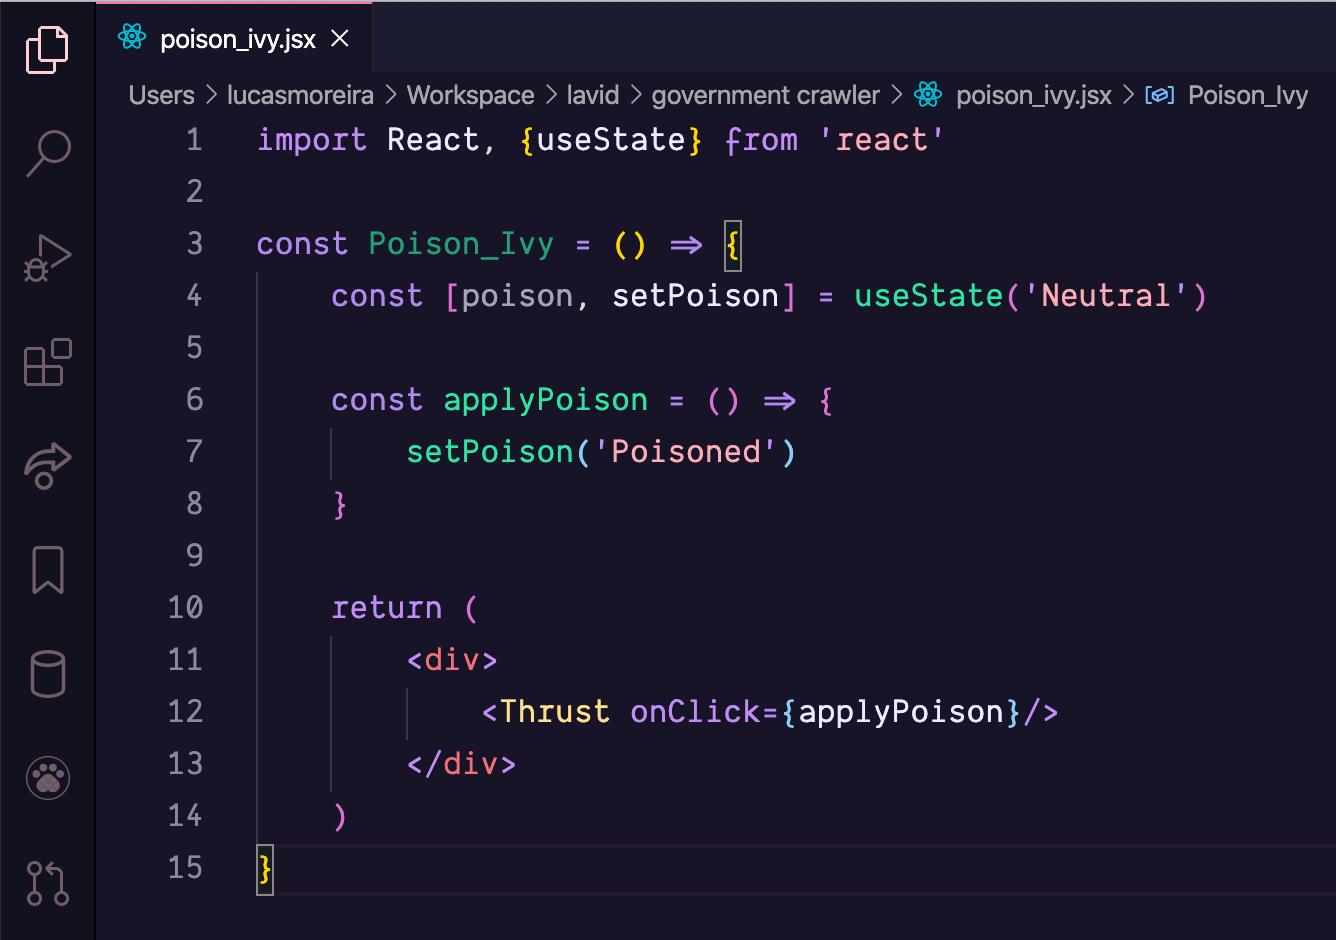 poison_ivy.jsx
Users > lucasmoreira > Workspace > lavid > government crawler > poison_ivy.jsx > Poison_Ivy
1 import React, {useState} from 'react'
2
3 const Poison_Ivy = () => {
4     const [poison, setPoison] = useState('Neutral')
5
6     const applyPoison = () => {
7         setPoison('Poisoned')
8     }
9
10     return (
11         <div>
12             <Thrust onClick={applyPoison}/>
13         </div>
14     )
15 }